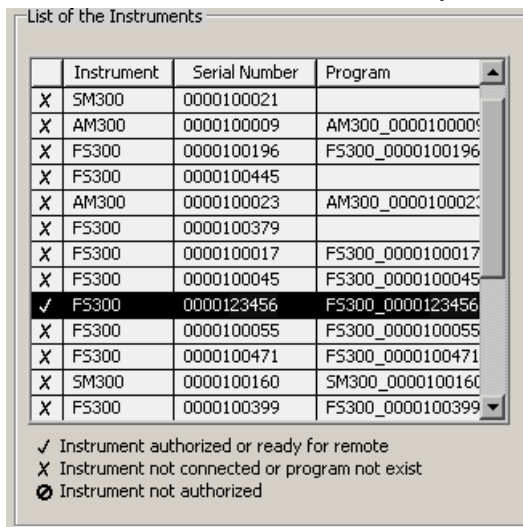 List of the Instruments
Instrument Serial Number Program
X SM300 0000100021
X AM300 0000100009 AM300_0000100009
X FS300 0000100196 FS300_0000100196
X FS300 0000100445
X AM300 0000100023 AM300_0000100023
X FS300 0000100379
X FS300 0000100017 FS300_0000100017
X FS300 0000100045 FS300_0000100045
✓ FS300 0000123456 FS300_0000123456
X FS300 0000100055 FS300_0000100055
X FS300 0000100471 FS300_0000100471
X SM300 0000100160 SM300_0000100160
X FS300 0000100399 FS300_0000100399
✓ Instrument authorized or ready for remote
X Instrument not connected or program not exist
Instrument not authorized